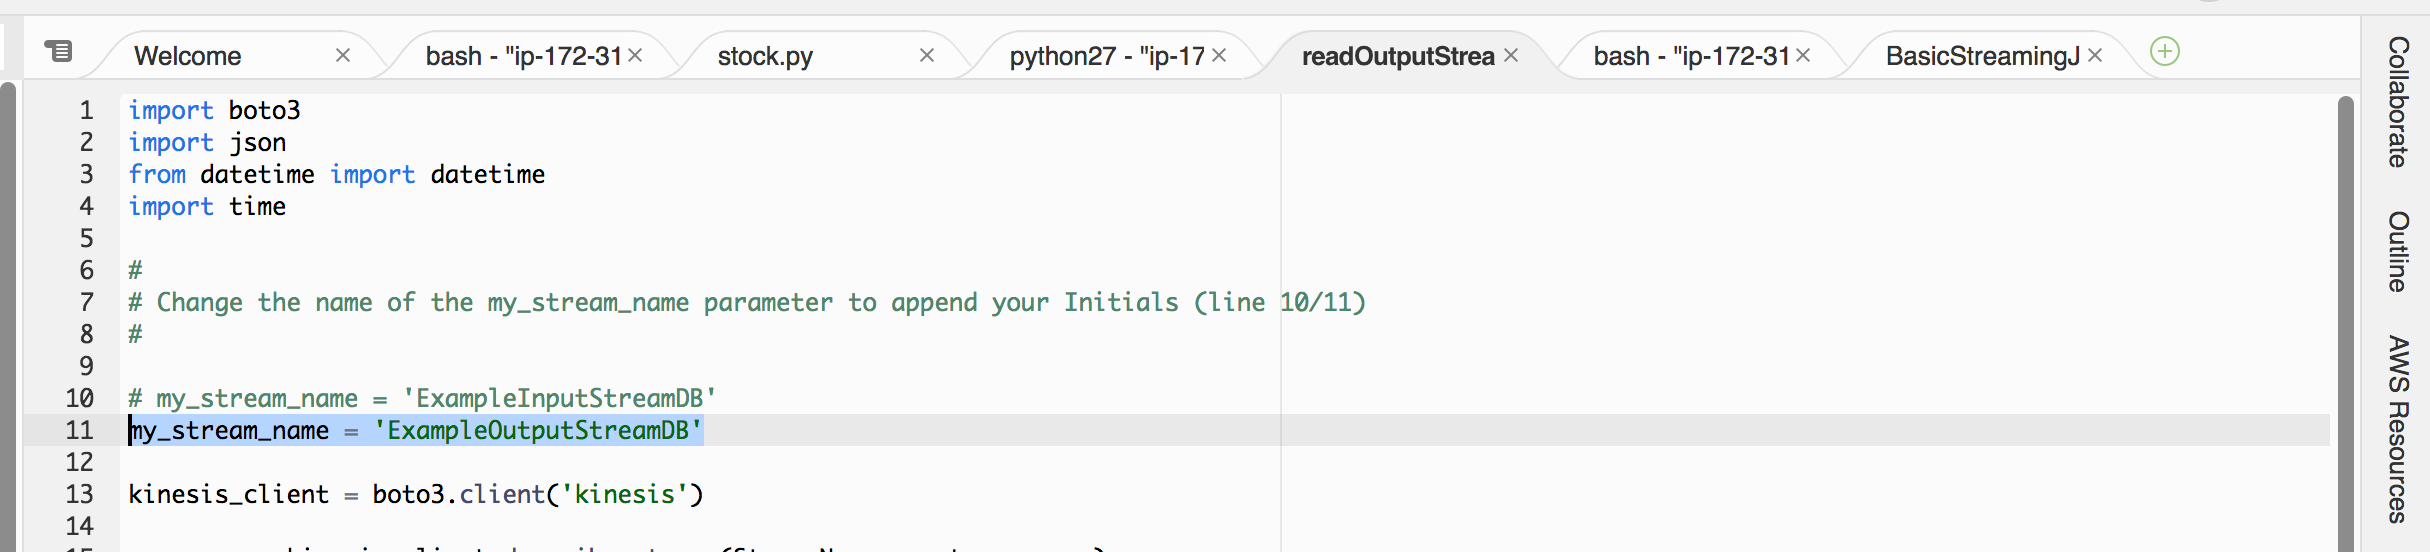 Welcome
bash - "ip-172-31
stock.py
python27 - "ip-17
readOutputStrea
bash - "ip-172-31
BasicStreamingJ
1 import boto3
2 import json
3 from datetime import datetime
4 import time
5
6 #
7 # Change the name of the my_stream_name parameter to append your Initials (line 10/11)
8 #
9
10 # my_stream_name = 'ExampleInputStreamDB'
11 my_stream_name = 'ExampleOutputStreamDB'
12
13 kinesis_client = boto3.client('kinesis')
14
Collaborate
Outline
AWS Resources